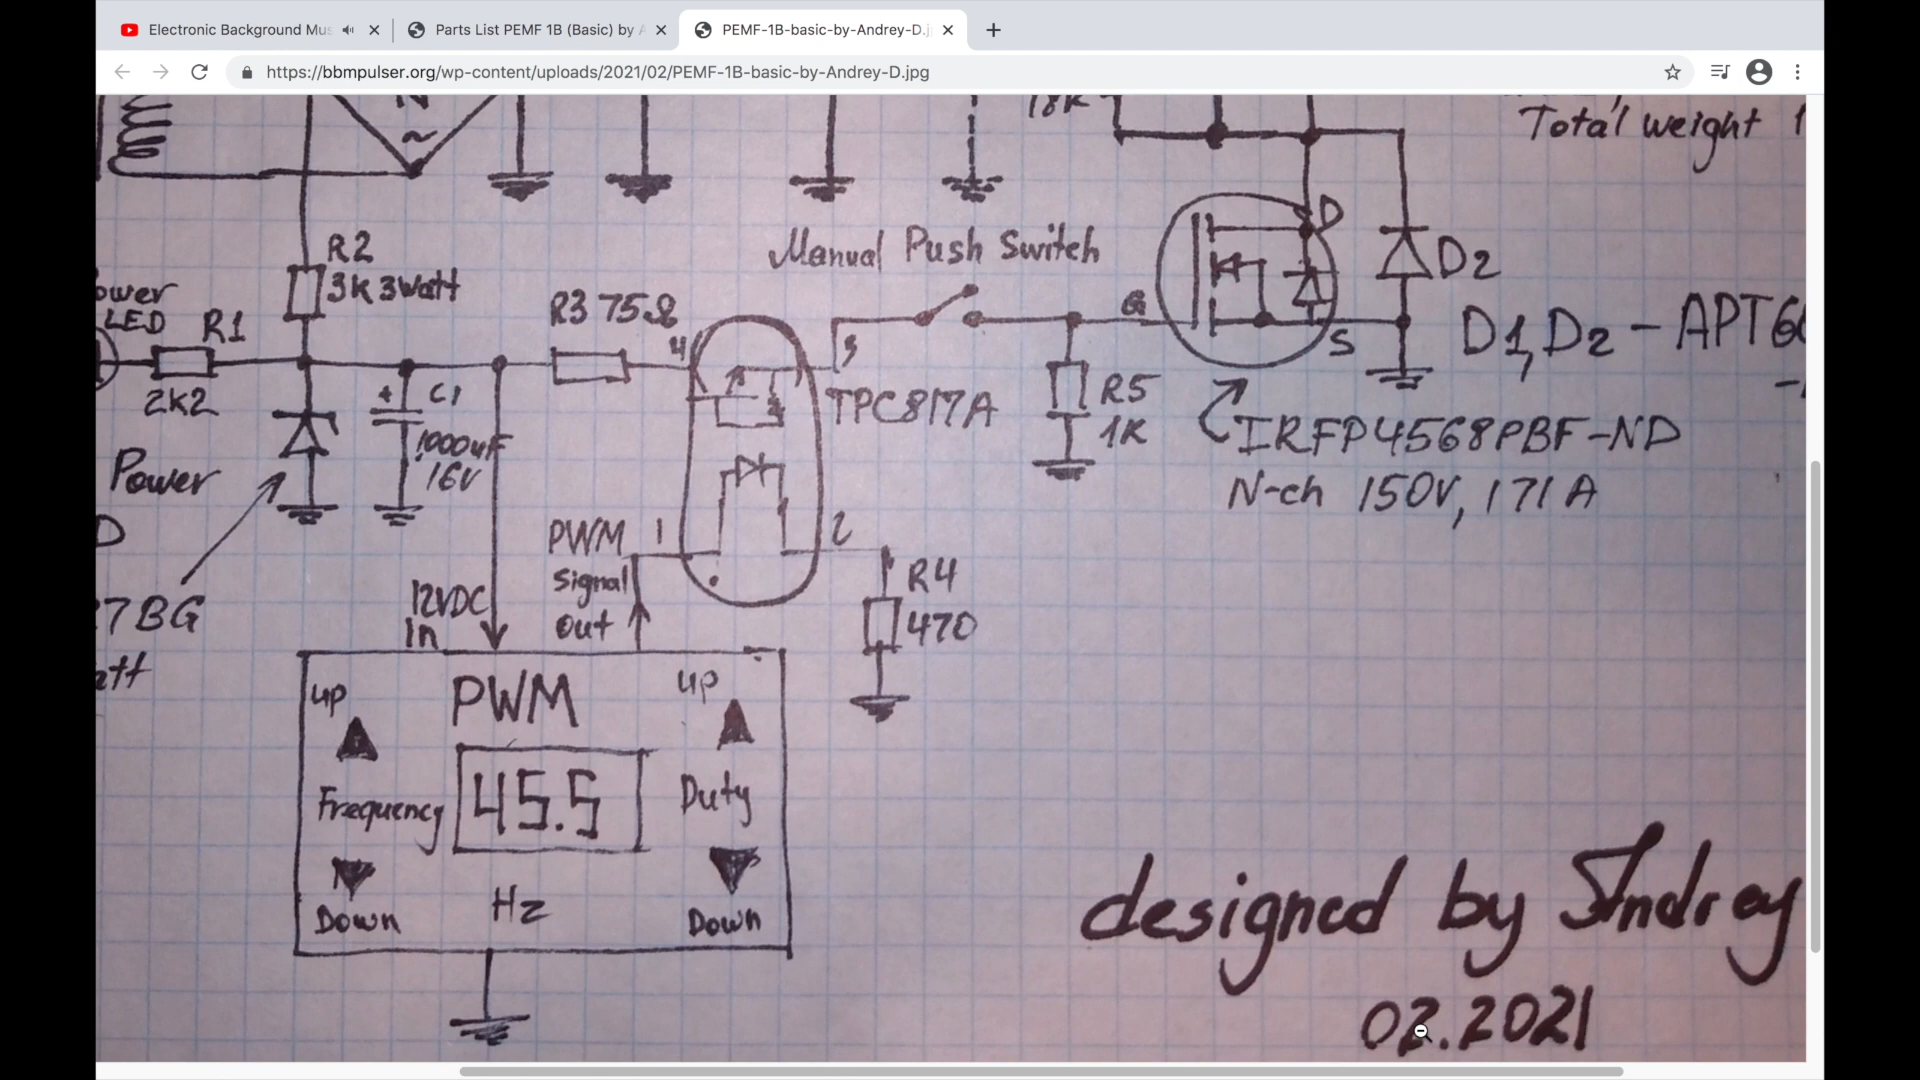 Electronic Background Mus
Parts List PEMF 1B (Basic) by A
PEMF-1B-basic-by-Andrey-D.j
https://bbmpulser.org/wp-content/uploads/2021/02/PEMF-1B-basic-by-Andrey-D.jpg
N
~
18K
Total weight 1
D
R2
3K 3Watt
Manual Push Switch
D2
ower
LED
R1
R3 75Ω
4
3
G
S
D1, D2 - APT60
2K2
+
C1
1000uF
16V
TPC817A
R5
1K
IRFP4568PBF-ND
N-ch 150V, 171A
Power
D
PWM
1
2
Signal
Out
R4
470
12VDC
In
27BG
att
up
PWM
up
Frequency
45.5
Duty
Down
Hz
Down
designed by Andrey
02.2021